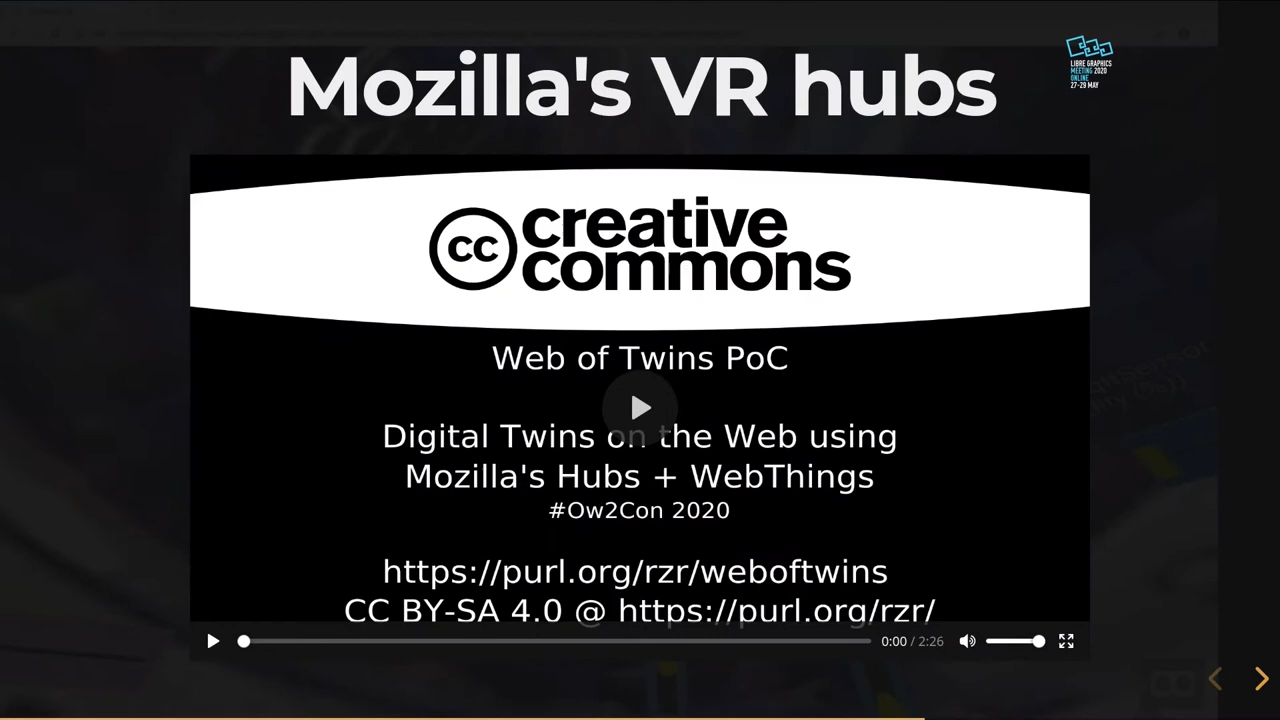 Mozilla's VR hubs
LIBRE GRAPHICS
MEETING 2020
ONLINE
27-29 MAY
cc creative
commons
Web of Twins PoC
Digital Twins on the Web using
Mozilla's Hubs + WebThings
#Ow2Con 2020
https://purl.org/rzr/weboftwins
CC BY-SA 4.0 @ https://purl.org/rzr/
0:00 / 2:26